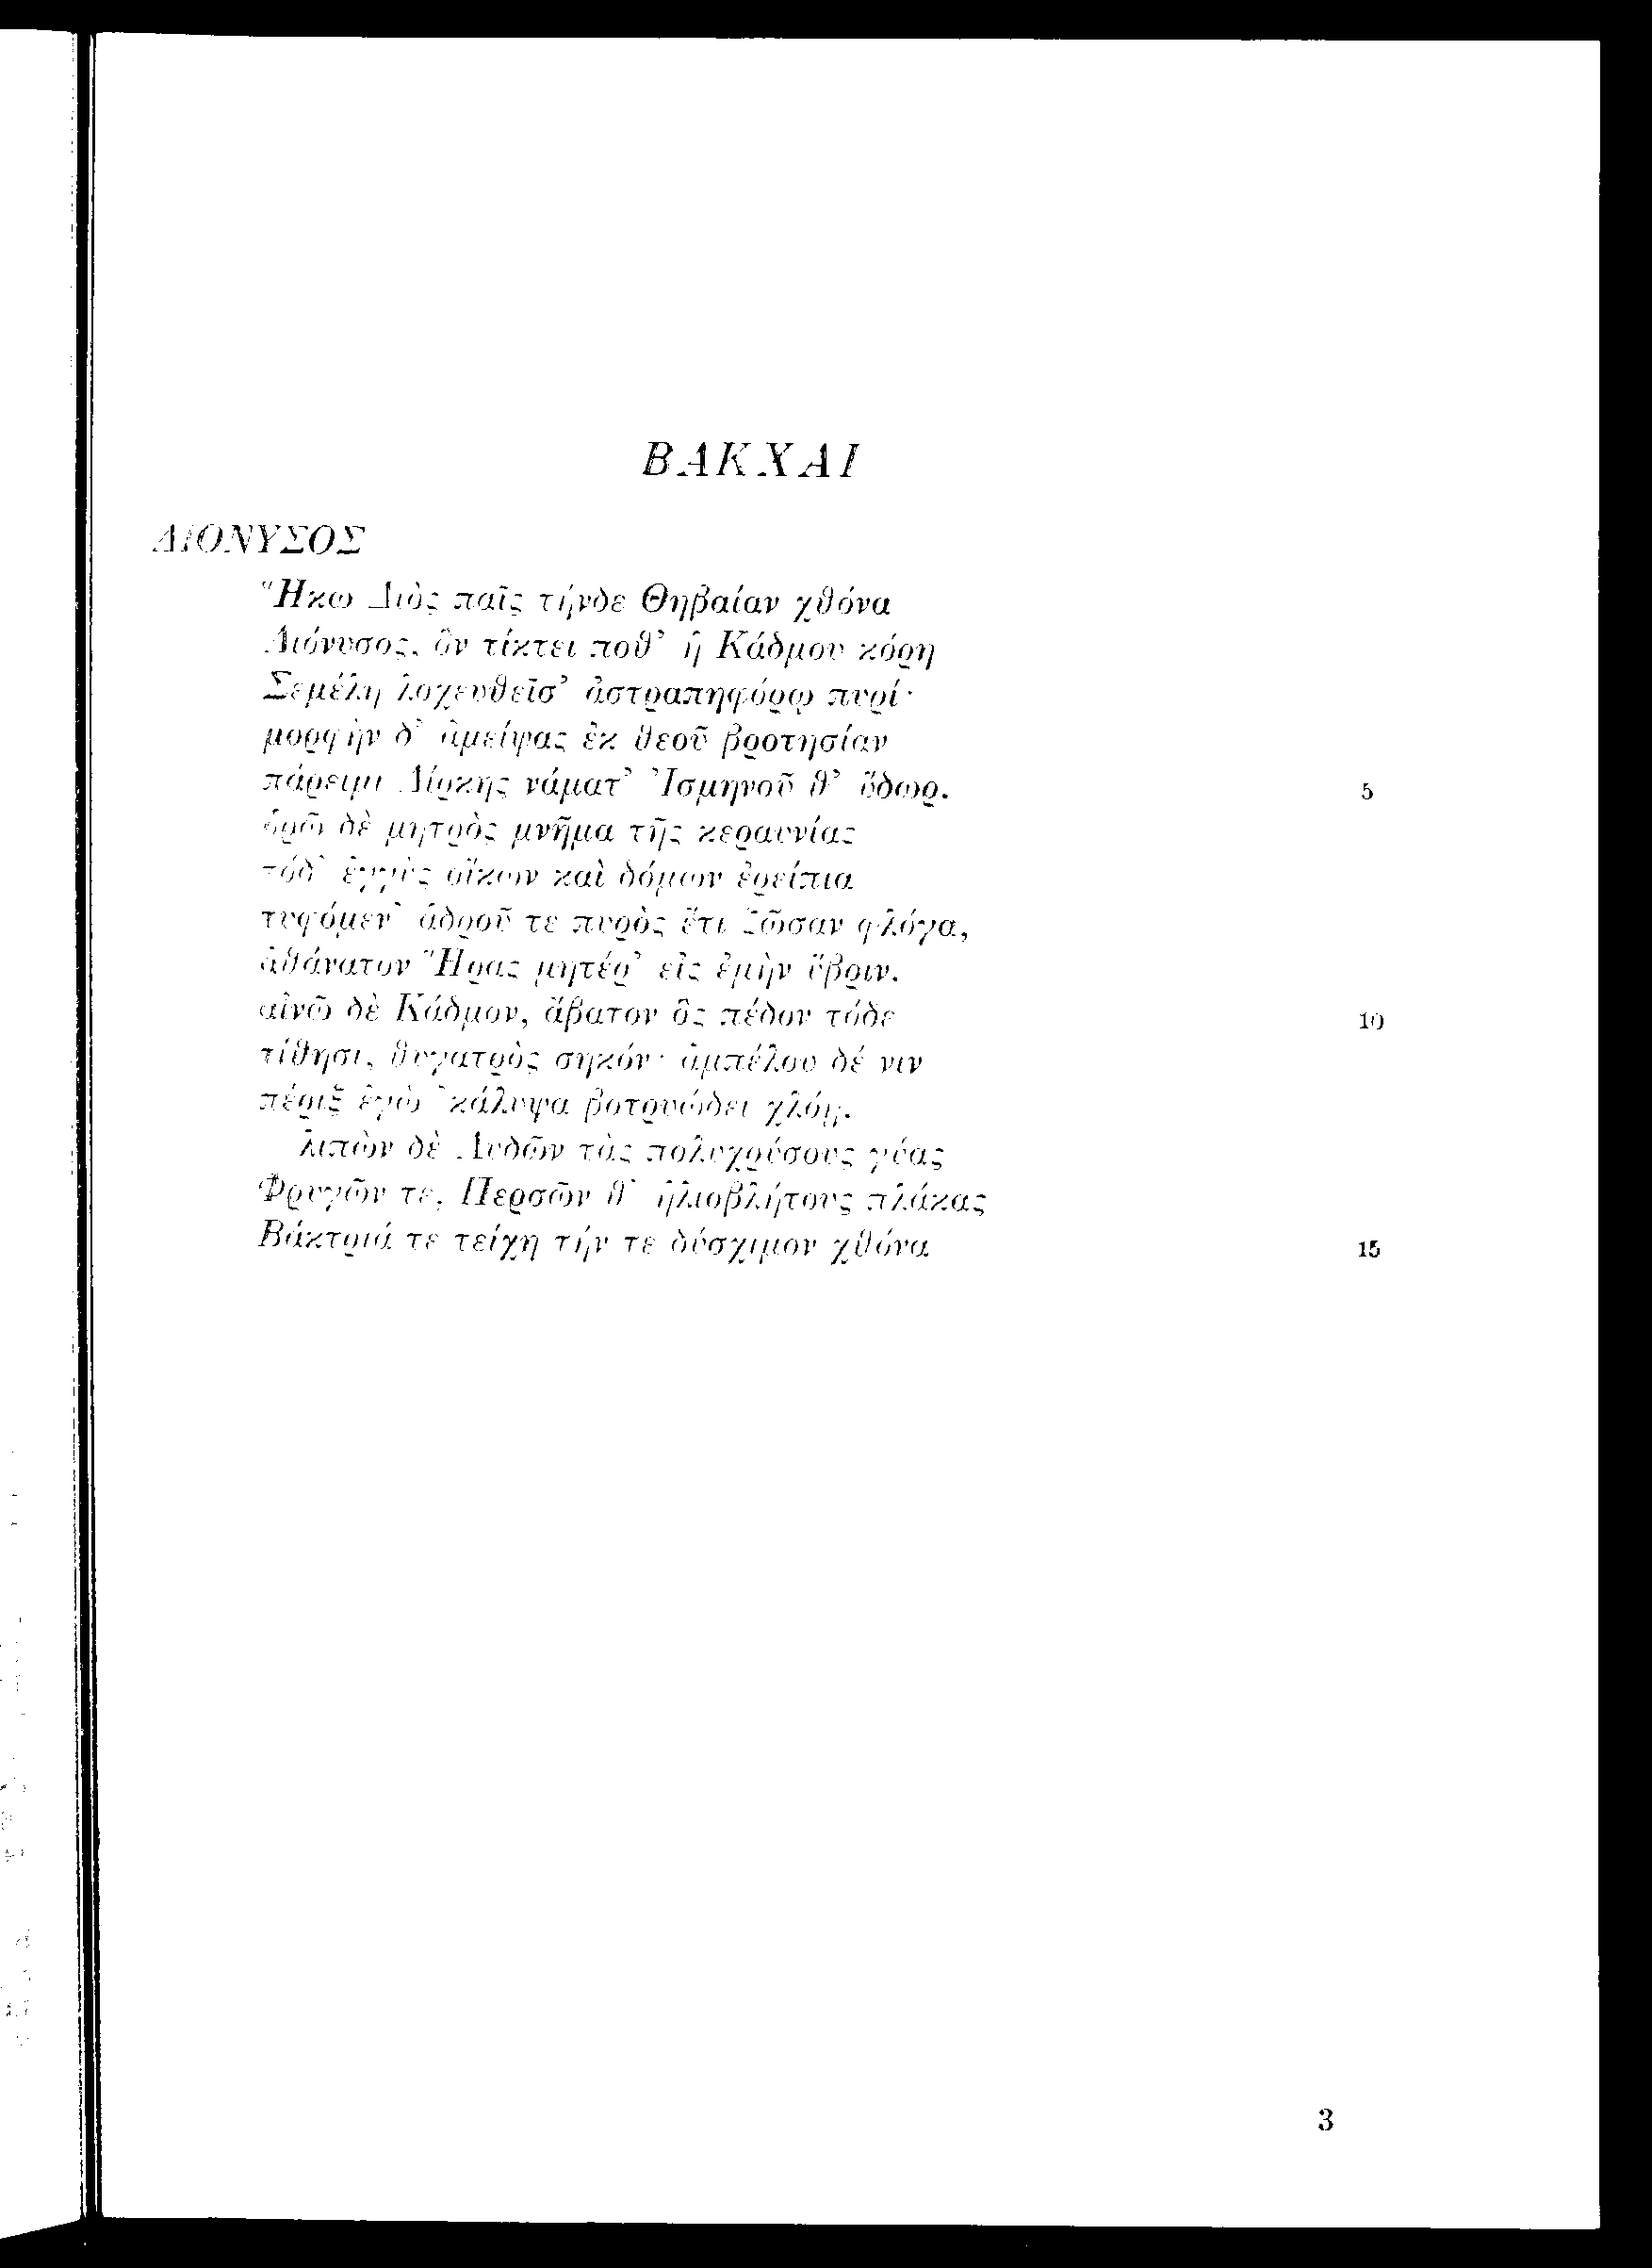 ΒΑΚΧΑΙ
ΔΙΟΝΥΣΟΣ
Ἥκω Διὸς παῖς τήνδε Θηβαίαν χθόνα
Διόνυσος, ὃν τίκτει ποθ᾽ ἡ Κάδμου κόρη
Σεμέλη λοχευθεῖσ᾽ ἀστραπηφόρῳ πυρί·
μορφὴν δ᾽ ἀμείψας ἐκ θεοῦ βροτησίαν
πάρειμι Δίρκης νάματ᾽ Ἰσμηνοῦ θ᾽ ὕδωρ. 5
ὁρῶ δὲ μητρὸς μνῆμα τῆς κεραυνίας
τόδ᾽ ἐγγὺς οἴκων καὶ δόμων ἐρείπια
τυφόμεν᾽ ἁδροῦ τε πυρὸς ἔτι ζῶσαν φλόγα,
ἀθάνατον Ἥρας μητέρ᾽ εἰς ἐμὴν ὕβριν.
αἰνῶ δὲ Κάδμον, ἄβατον ὃς πέδον τόδε 10
τίθησι, θυγατρὸς σηκόν· ἀμπέλου δέ νιν
πέριξ ἐγὼ ᾽κάλυψα βοτρυώδει χλόῃ.
λιπὼν δὲ Λυδῶν τὰς πολυχρύσους γύας
Φρυγῶν τε, Περσῶν θ᾽ ἡλιοβλήτους πλάκας
Βάκτριά τε τείχη τήν τε δύσχιμον χθόνα 15
3